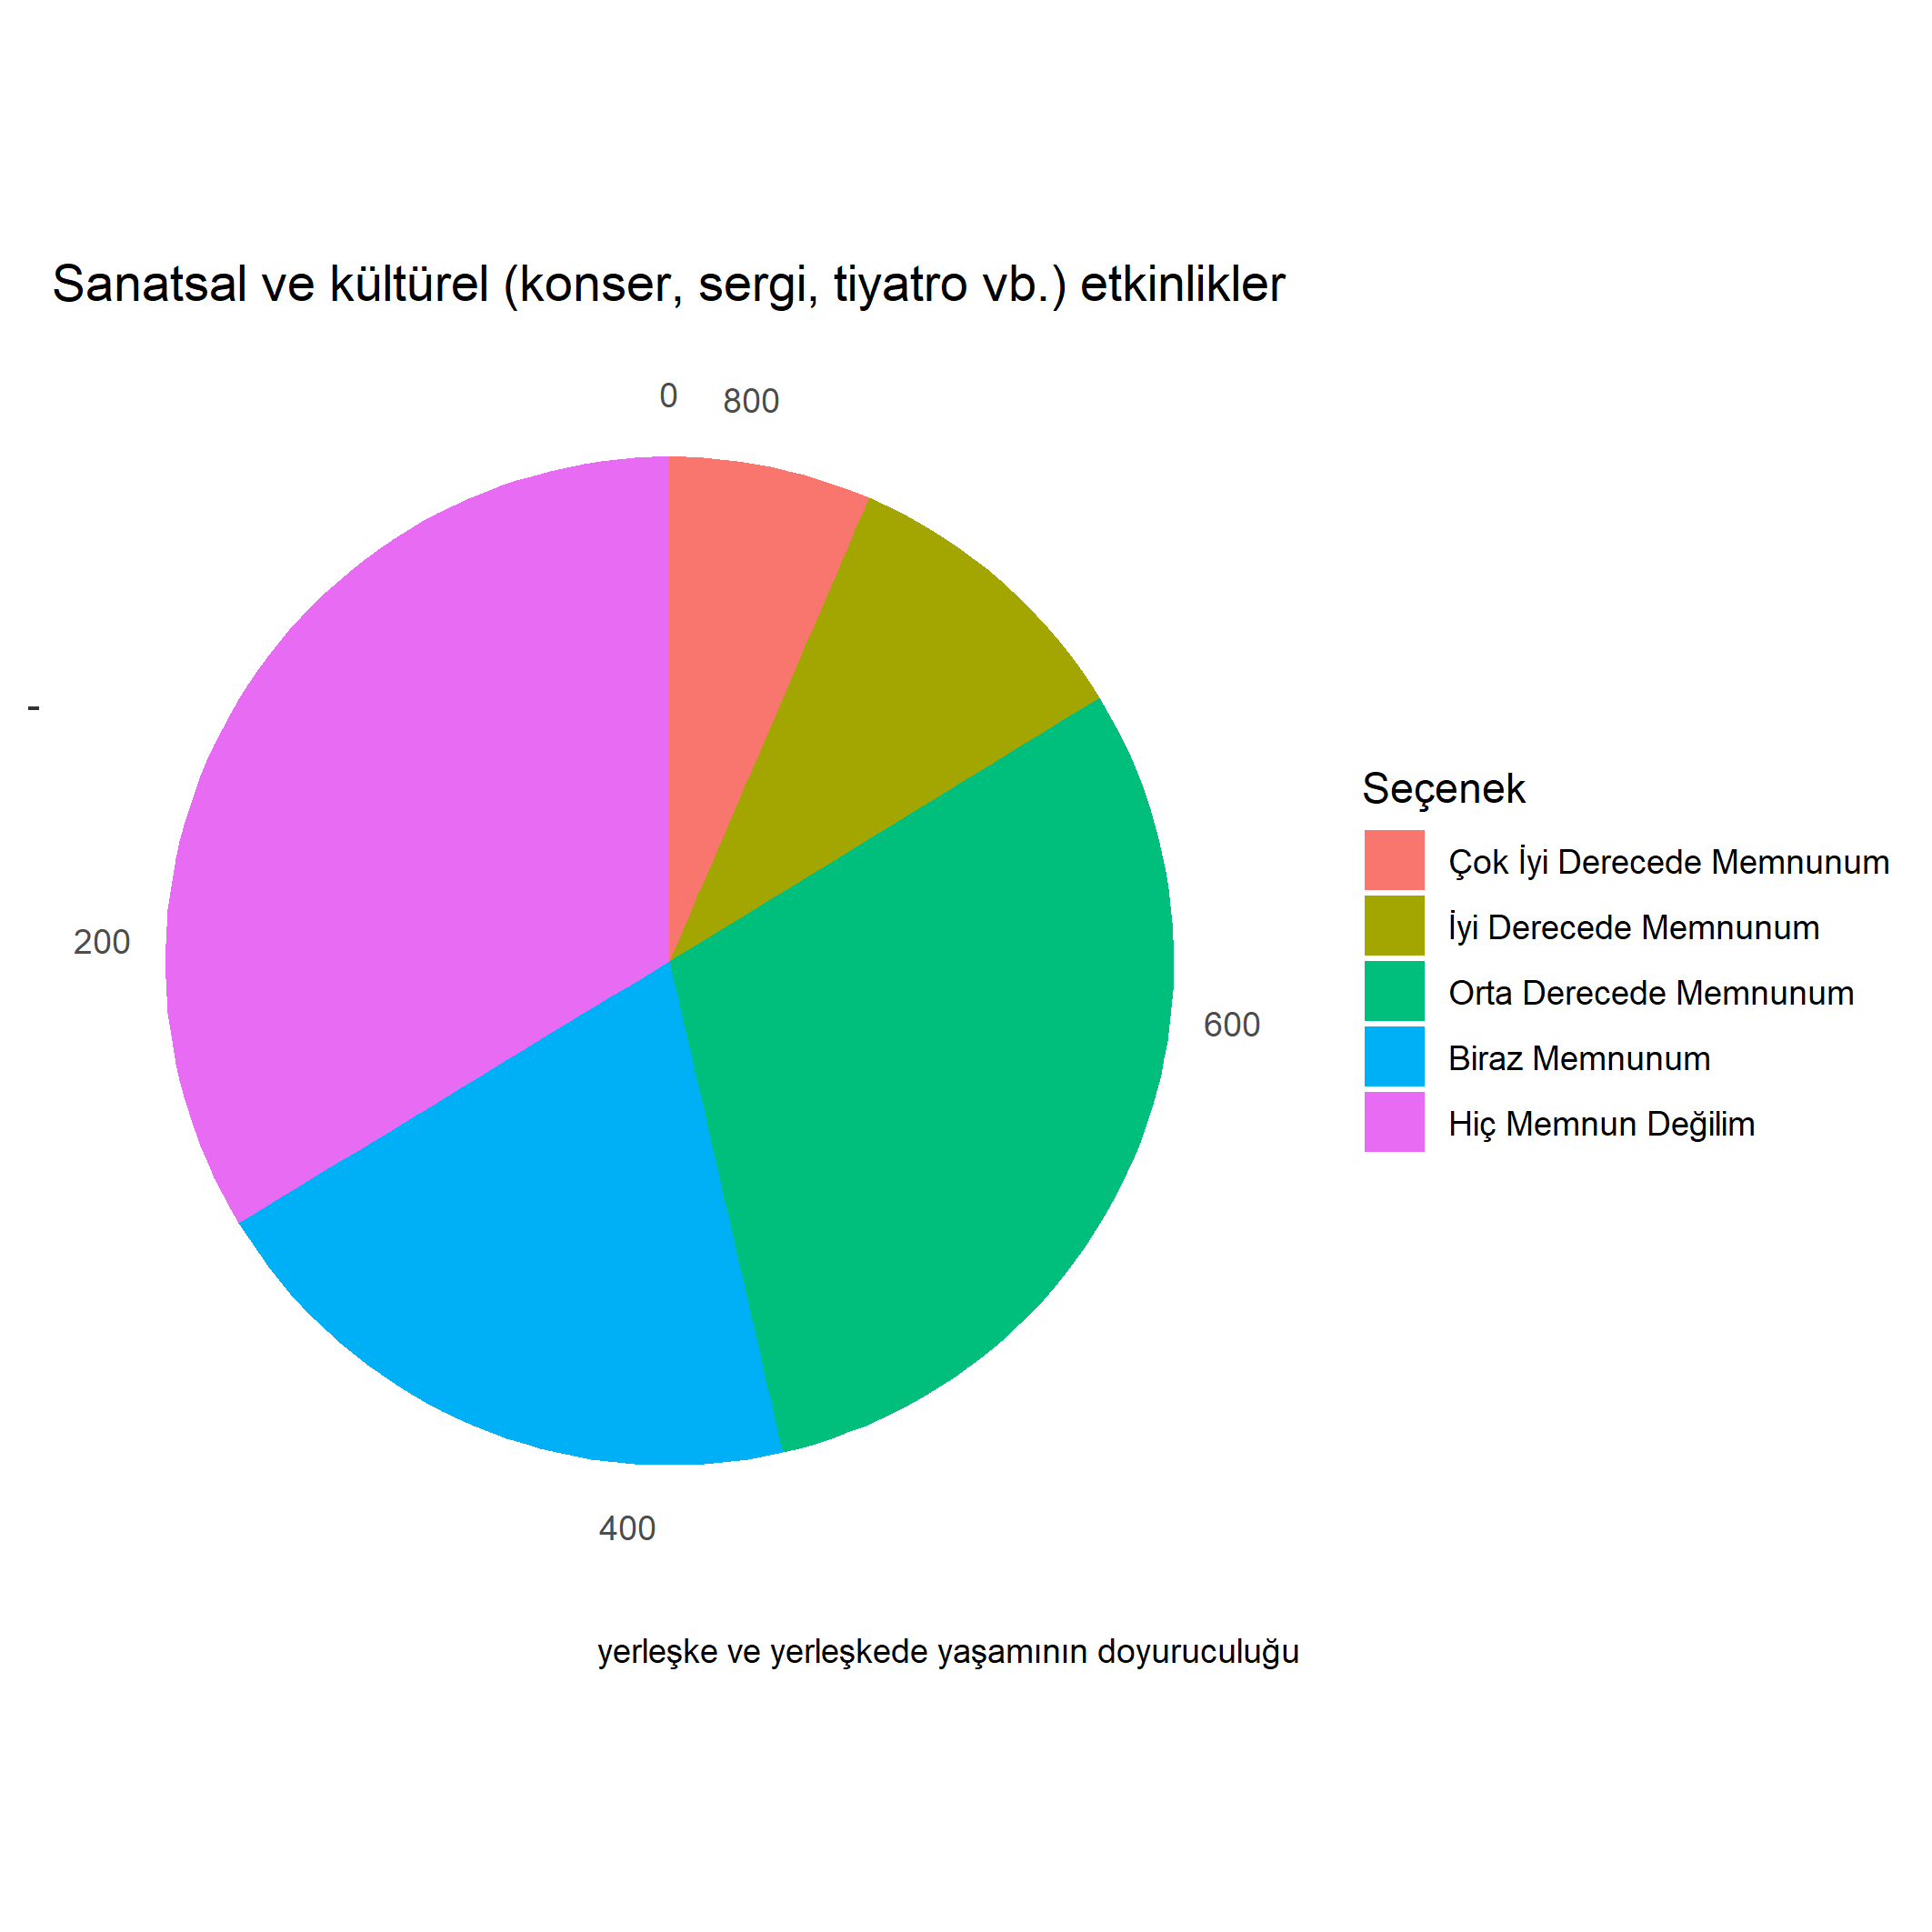 Sanatsal ve kültürel (konser, sergi, tiyatro vb.) etkinlikler
0
800
200
600
400
-
Seçenek
Çok İyi Derecede Memnunum
İyi Derecede Memnunum
Orta Derecede Memnunum
Biraz Memnunum
Hiç Memnun Değilim
yerleşke ve yerleşkede yaşamının doyuruculuğu